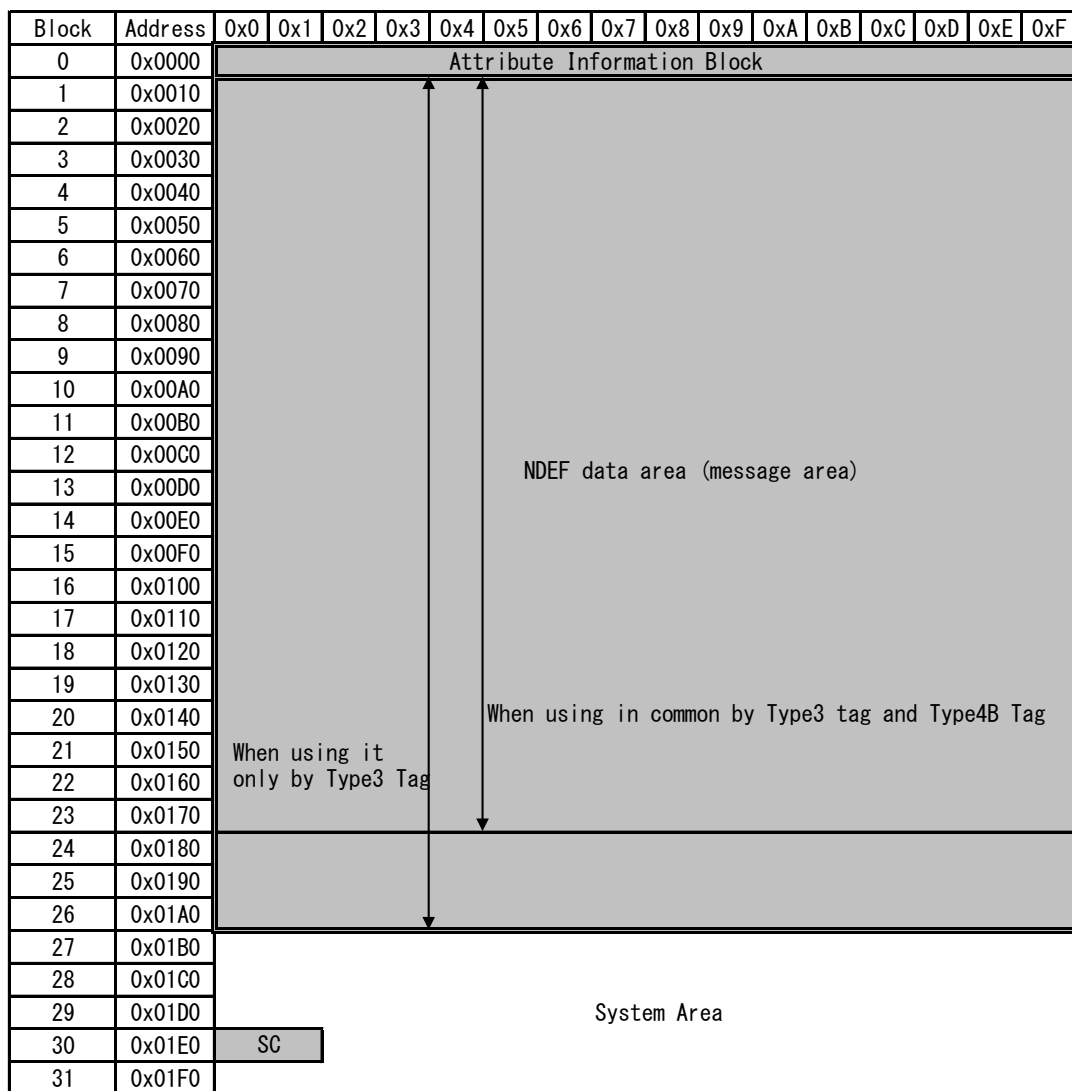 Block Address 0x0 0x1 0x2 0x3 0x4 0x5 0x6 0x7 0x8 0x9 0xA 0xB 0xC 0xD 0xE 0xF
0 0x0000 Attribute Information Block
1 0x0010
2 0x0020
3 0x0030
4 0x0040
5 0x0050
6 0x0060
7 0x0070
8 0x0080
9 0x0090
10 0x00A0
11 0x00B0
12 0x00C0
NDEF data area (message area)
13 0x00D0
14 0x00E0
15 0x00F0
16 0x0100
17 0x0110
18 0x0120
19 0x0130
20 0x0140 When using in common by Type3 tag and Type4B Tag
21 0x0150 When using it
22 0x0160 only by Type3 Tag
23 0x0170
24 0x0180
25 0x0190
26 0x01A0
27 0x01B0
28 0x01C0
29 0x01D0 System Area
30 0x01E0 SC
31 0x01F0